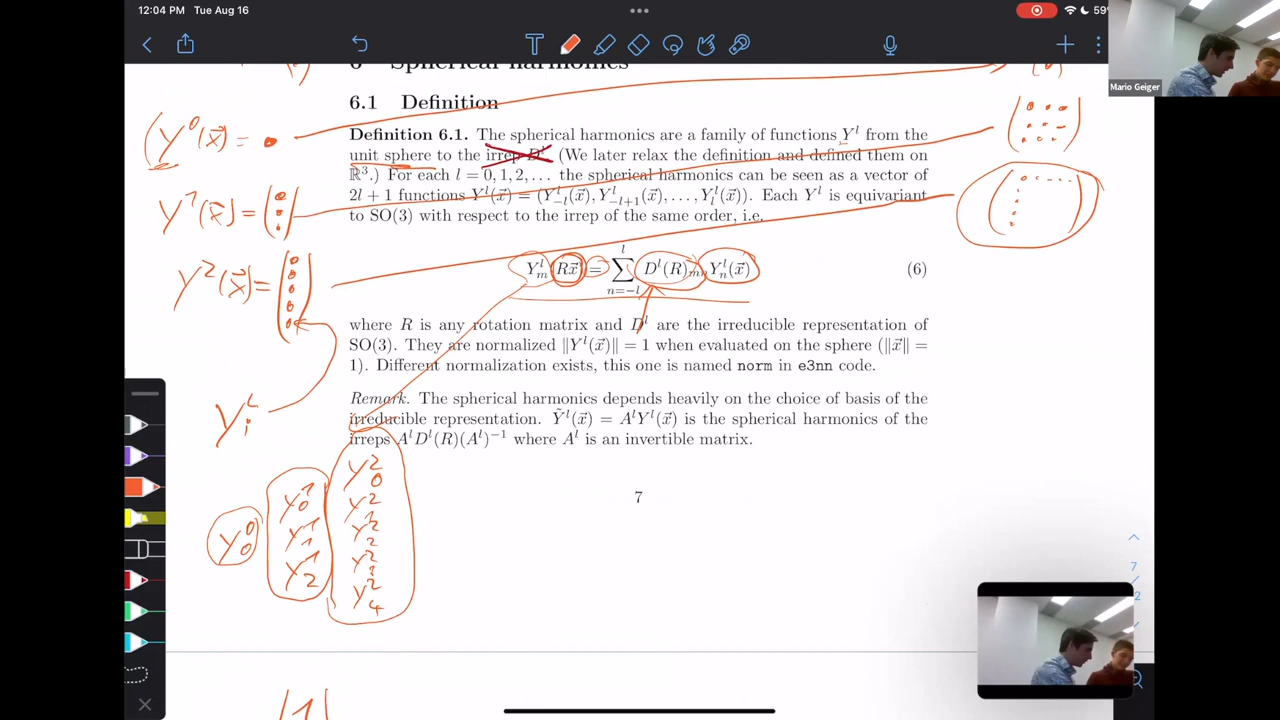 12:04 PM Tue Aug 16
59%
Mario Geiger
6 Spherical harmonics
6.1 Definition
Definition 6.1. The spherical harmonics are a family of functions Y^l from the
unit sphere to the irrep D^l. (We later relax the definition and defined them on
ℝ³.) For each l = 0, 1, 2, . . . the spherical harmonics can be seen as a vector of
2l + 1 functions Y^l(x⃗) = (Y^l_{-l}(x⃗), Y^l_{-l+1}(x⃗), . . . , Y^l_l(x⃗)). Each Y^l is equivariant
to SO(3) with respect to the irrep of the same order, i.e.
Y^l_m(Rx⃗) = ∑_{n=-l}^{l} D^l(R)_{mn} Y^l_n(x⃗) (6)
where R is any rotation matrix and D^l are the irreducible representation of
SO(3). They are normalized ‖Y^l(x⃗)‖ = 1 when evaluated on the sphere (‖x⃗‖ =
1). Different normalization exists, this one is named norm in e3nn code.
Remark. The spherical harmonics depends heavily on the choice of basis of the
irreducible representation. Ỹ^l(x⃗) = A^l Y^l(x⃗) is the spherical harmonics of the
irreps A^l D^l(R)(A^l)^{-1} where A^l is an invertible matrix.
7
Y^0(x⃗) =
Y^1(x⃗) =
Y^2(x⃗) =
Y^l_i
Y^0_0
Y^1_0
Y^1_1
Y^1_2
Y^2_0
Y^2_1
Y^2_2
Y^2_3
Y^2_4
7